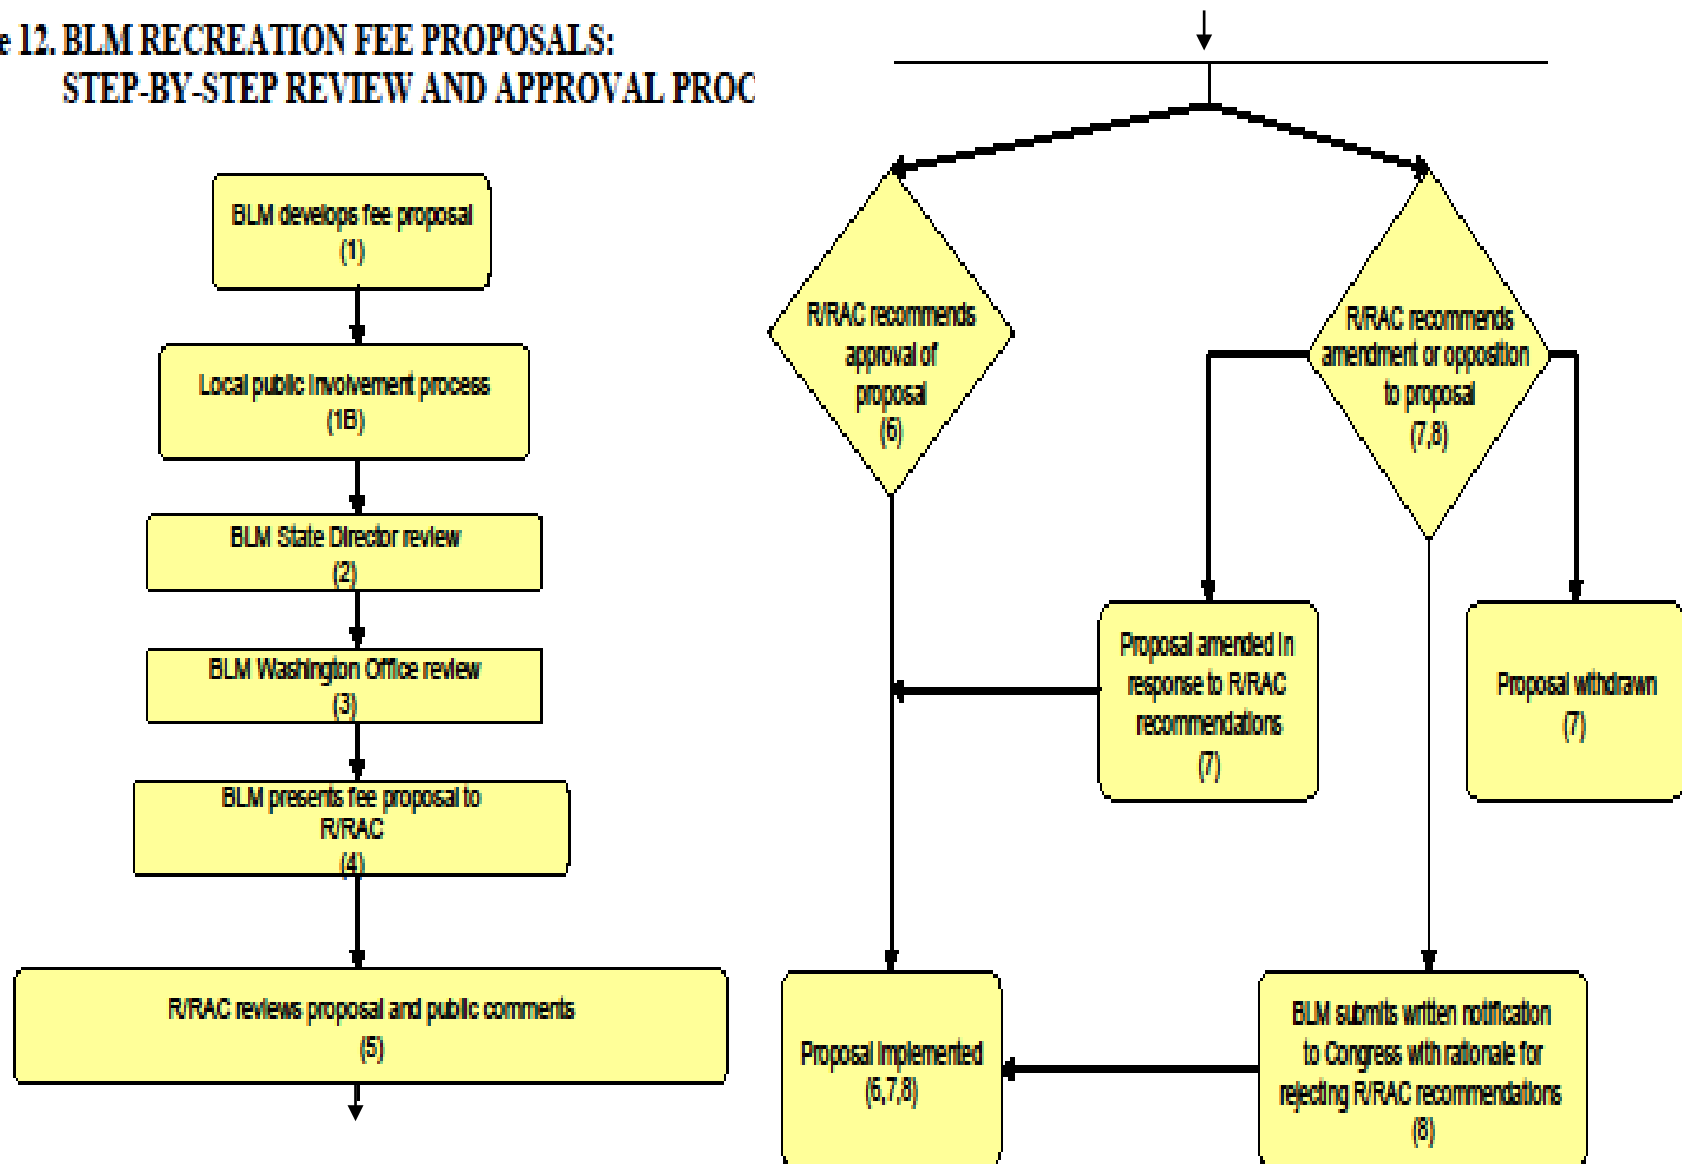 e 12. BLM RECREATION FEE PROPOSALS:
STEP-BY-STEP REVIEW AND APPROVAL PROC
BLM develops fee proposal
(1)
Local public involvement process
(1B)
BLM State Director review
(2)
BLM Washington Office review
(3)
BLM presents fee proposal to
R/RAC
(4)
R/RAC reviews proposal and public comments
(5)
R/RAC recommends
approval of
proposal
(6)
R/RAC recommends
amendment or opposition
to proposal
(7,8)
Proposal amended in
response to R/RAC
recommendations
(7)
Proposal withdrawn
(7)
Proposal implemented
(6,7,8)
BLM submits written notification
to Congress with rationale for
rejecting R/RAC recommendations
(8)